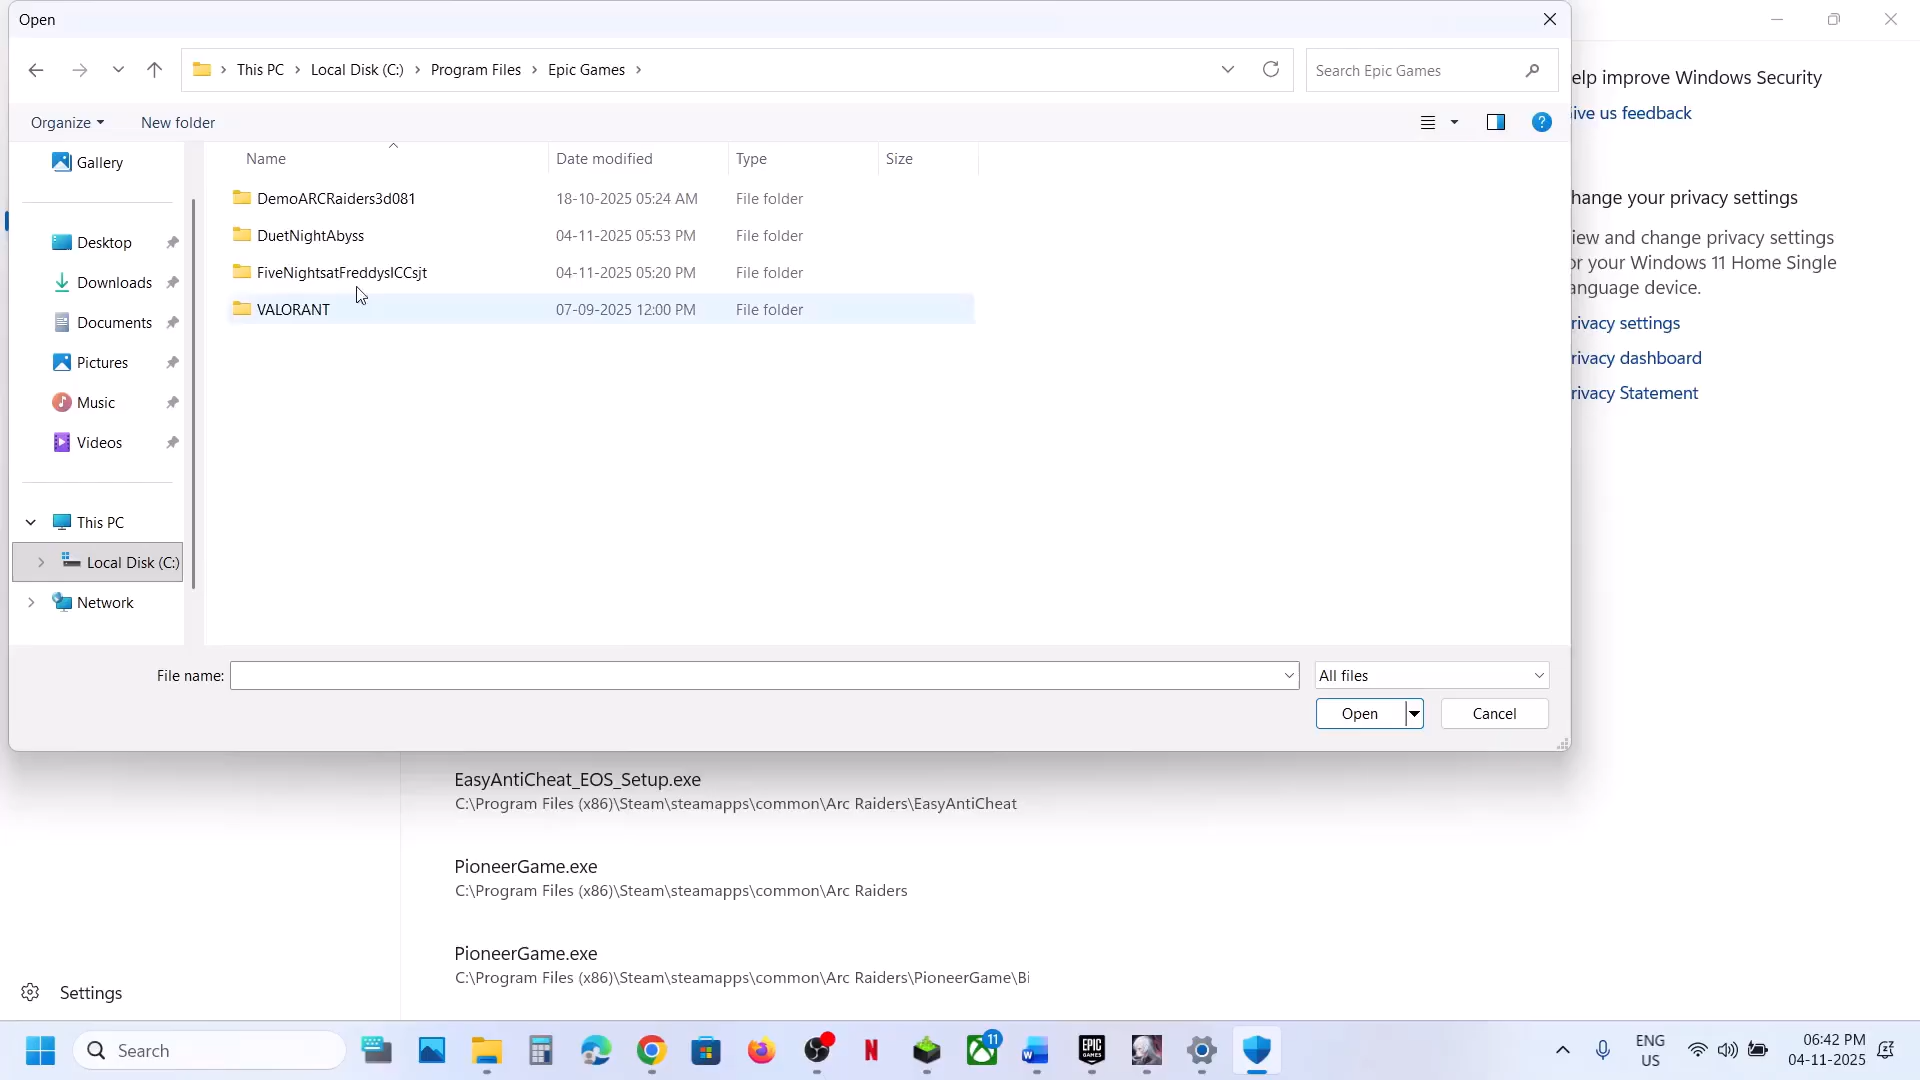 Open
This PC > Local Disk (C:) > Program Files > Epic Games >
Search Epic Games
Organize
New folder
Name
Date modified
Type
Size
Gallery
Desktop
Downloads
Documents
Pictures
Music
Videos
This PC
Local Disk (C:)
Network
DemoARCRaiders3d081 18-10-2025 05:24 AM File folder
DuetNightAbyss 04-11-2025 05:53 PM File folder
FiveNightsatFreddysICCsjt 04-11-2025 05:20 PM File folder
VALORANT 07-09-2025 12:00 PM File folder
File name:
All files
Open
Cancel
elp improve Windows Security
ive us feedback
hange your privacy settings
iew and change privacy settings
or your Windows 11 Home Single
anguage device.
rivacy settings
rivacy dashboard
rivacy Statement
EasyAntiCheat_EOS_Setup.exe
C:\Program Files (x86)\Steam\steamapps\common\Arc Raiders\EasyAntiCheat
PioneerGame.exe
C:\Program Files (x86)\Steam\steamapps\common\Arc Raiders
PioneerGame.exe
C:\Program Files (x86)\Steam\steamapps\common\Arc Raiders\PioneerGame\Bi
Settings
Search
11
EPIC
GAMES
ENG
US
06:42 PM
04-11-2025